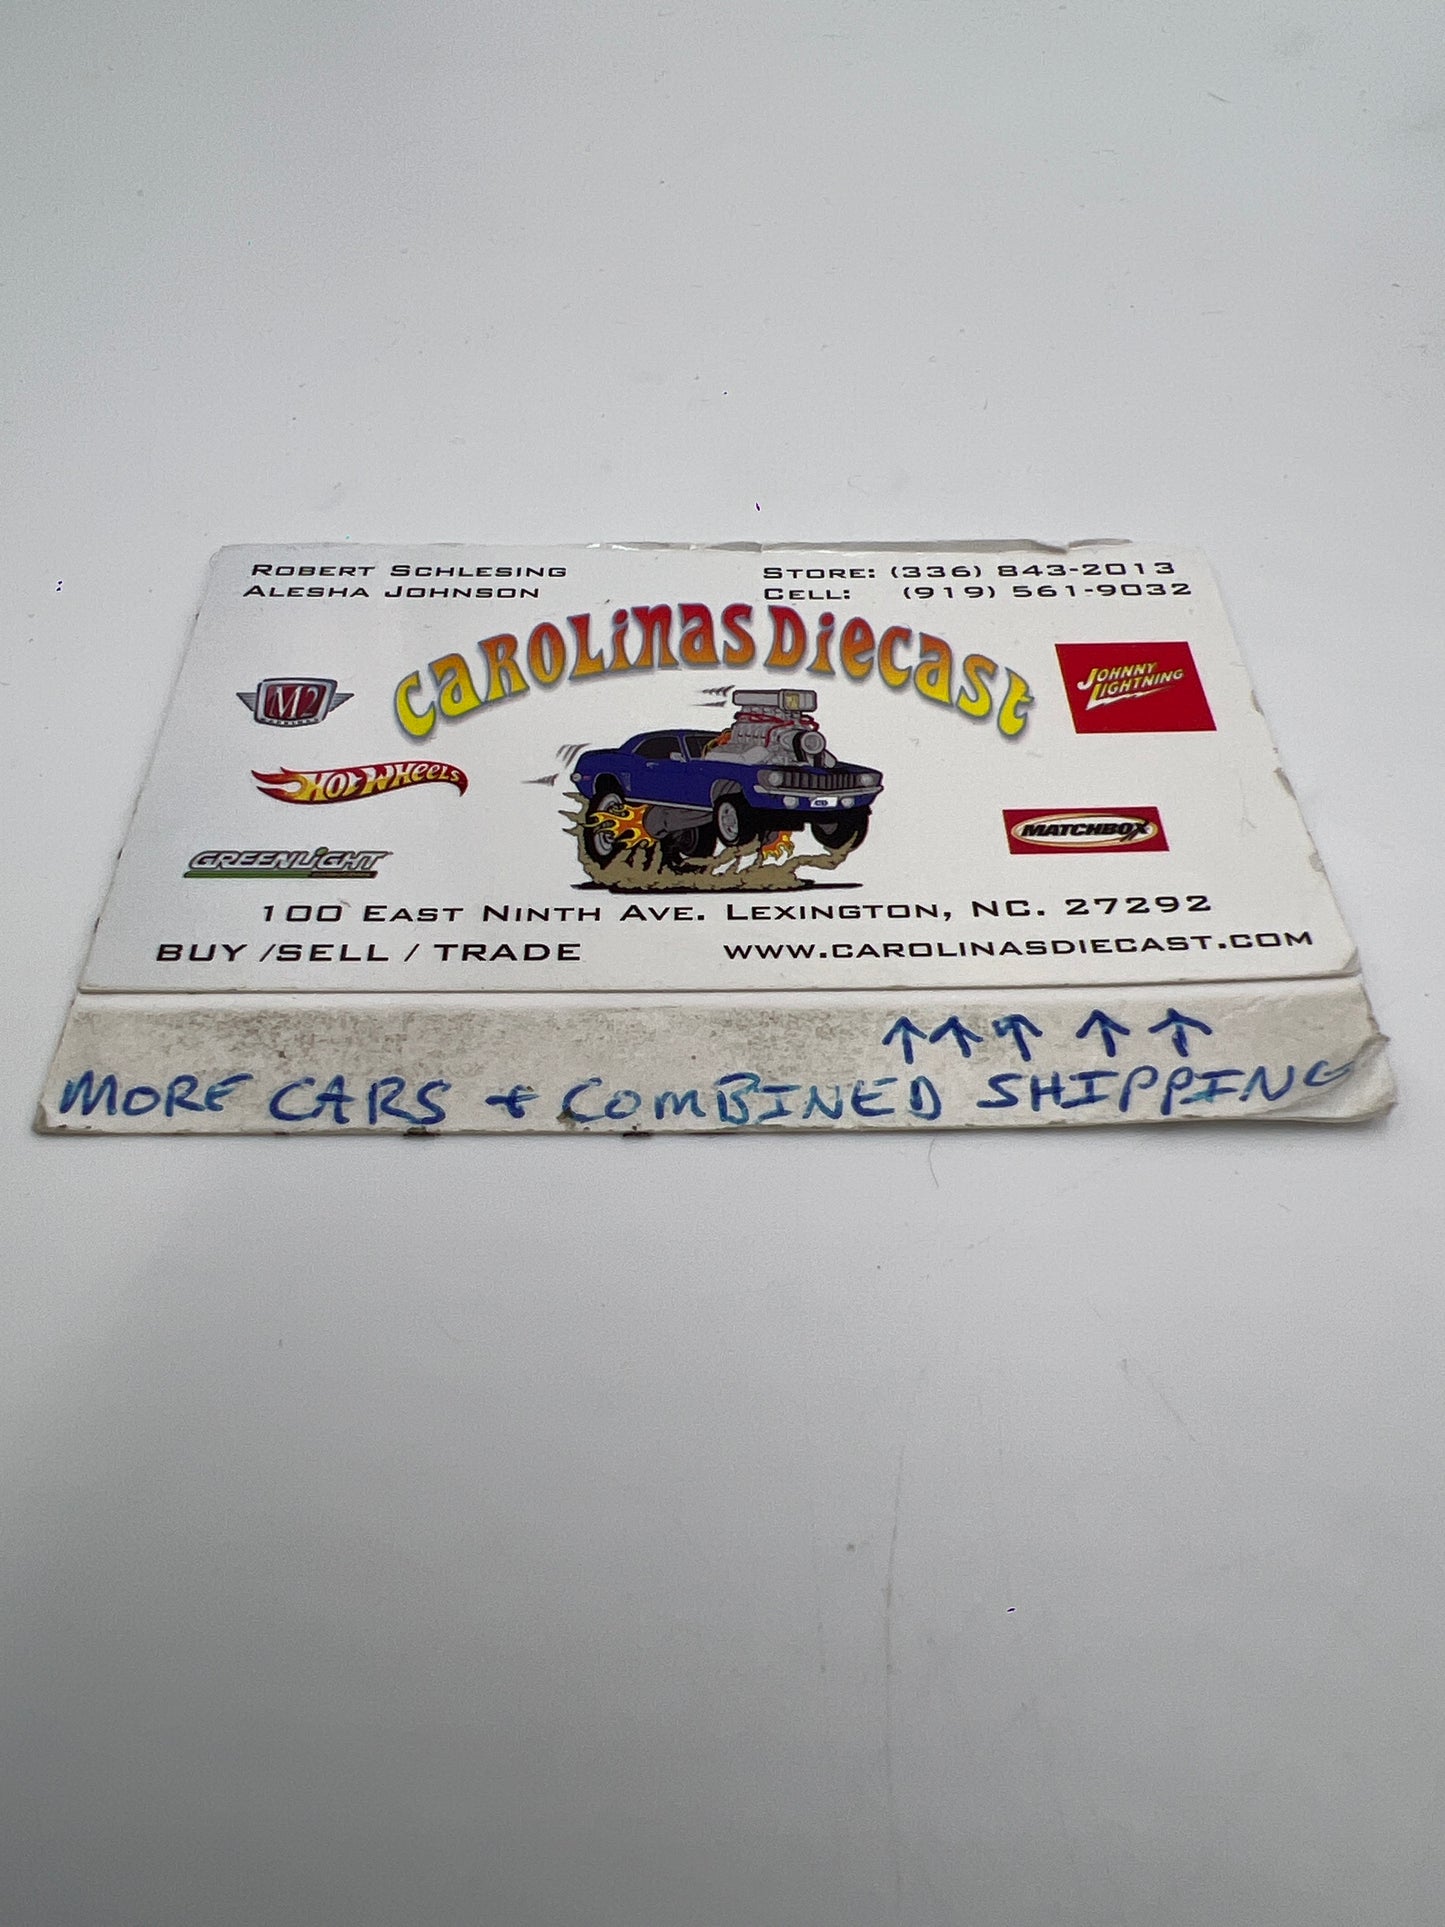 ROBERT SCHLESING
ALESHA JOHNSON
STORE: (336) 843-2013
CELL: (919) 561-9032
CAROLINAS DIECAST
M2
JOHNNY LIGHTNING
HOT WHEELS
MATCHBOX
GREENLIGHT
100 EAST NINTH AVE. LEXINGTON, NC. 27292
BUY /SELL / TRADE
WWW.CAROLINASDIECAST.COM
↑ ↑ ↑ ↑ ↑
MORE CARS + COMBINED SHIPPING